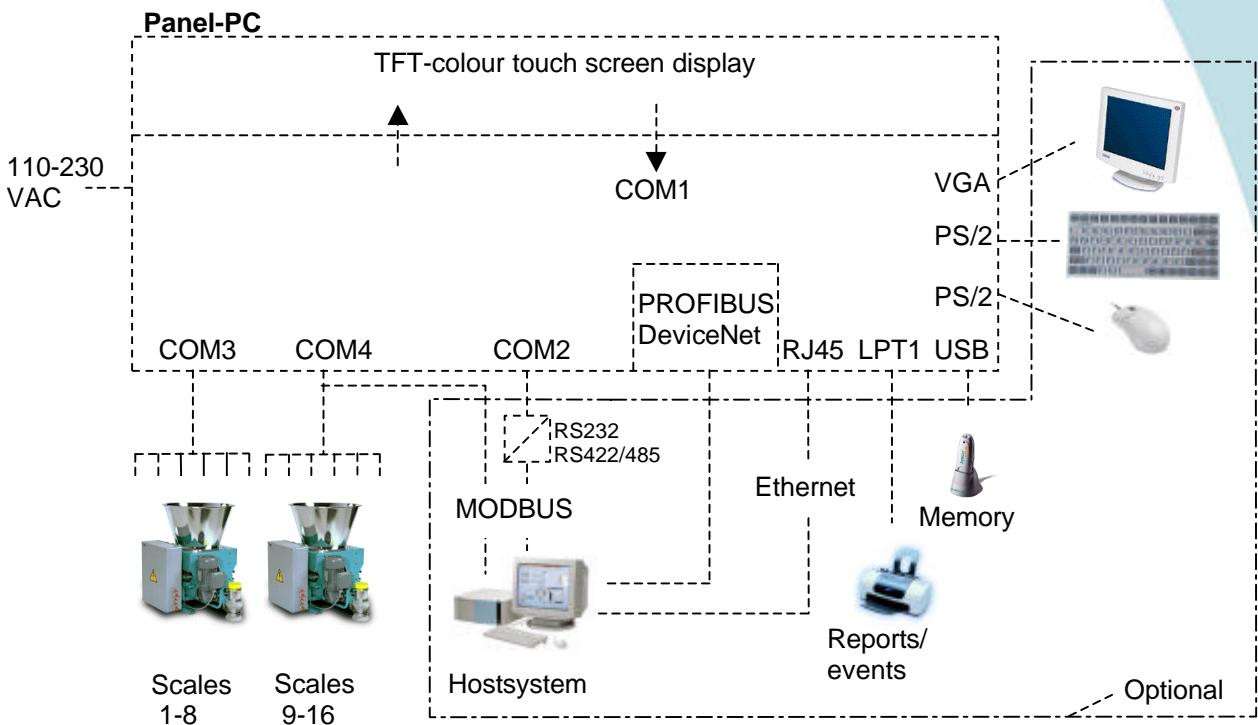 Panel-PC
TFT-colour touch screen display
110-230
VAC
COM1
VGA
PS/2
PS/2
PROFIBUS
DeviceNet
COM3
COM4
COM2
RJ45
LPT1
USB
RS232
RS422/485
MODBUS
Ethernet
Memory
Reports/
events
Scales
1-8
Scales
9-16
Hostsystem
Optional